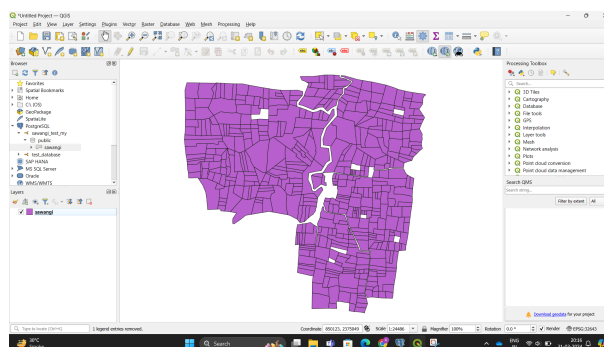 *Untitled Project — QGIS
Project Edit View Layer Settings Plugins Vector Raster Database Web Mesh Processing Help
Browser
Favorites
Spatial Bookmarks
Home
C:\ (OS)
GeoPackage
SpatiaLite
PostgreSQL
sawangi_test_my
public
sawangi
test_database
SAP HANA
MS SQL Server
Oracle
WMS/WMTS
Layers
sawangi
Processing Toolbox
Search...
3D Tiles
Cartography
Database
File tools
GPS
Interpolation
Layer tools
Mesh
Network analysis
Plots
Point cloud conversion
Point cloud data management
Search QMS
Search string...
Filter by extent All
Download geodata for your project
Type to locate (Ctrl+K) 1 legend entries removed. Coordinate 850123, 2375849 Scale 1:24486 Magnifier 100% Rotation 0.0 ° Render EPSG:32643
30°C Search ENG 20:16